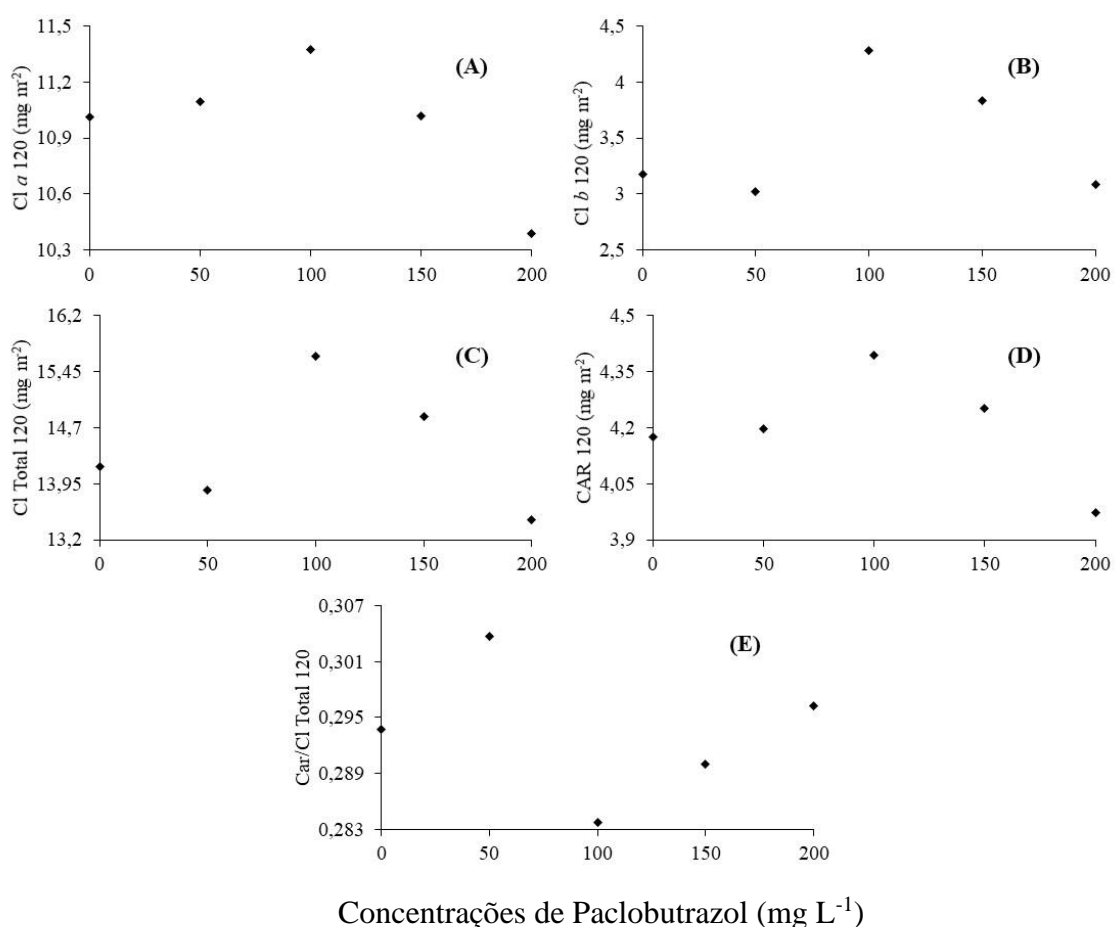 11,5
11,2
10,9
10,6
10,3
Cl a 120 (mg m-2)
(A)
0 50 100 150 200
4,5
4
3,5
3
2,5
Cl b 120 (mg m-2)
(B)
0 50 100 150 200
16,2
15,45
14,7
13,95
13,2
Cl Total 120 (mg m-2)
(C)
0 50 100 150 200
4,5
4,35
4,2
4,05
3,9
CAR 120 (mg m-2)
(D)
0 50 100 150 200
0,307
0,301
0,295
0,289
0,283
Car/Cl Total 120
(E)
0 50 100 150 200
Concentrações de Paclobutrazol (mg L-1)